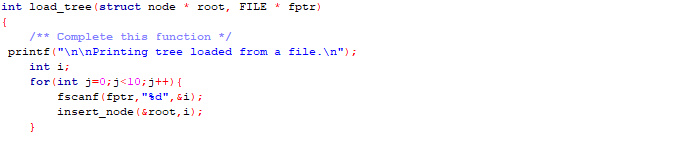 int load_tree(struct node * root, FILE * fptr)
{
    /** Complete this function */
 printf("\n\nPrinting tree loaded from a file.\n");
    int i;
    for(int j=0;j<10;j++){
        fscanf(fptr,"%d",&i);
        insert_node(&root,i);
    }